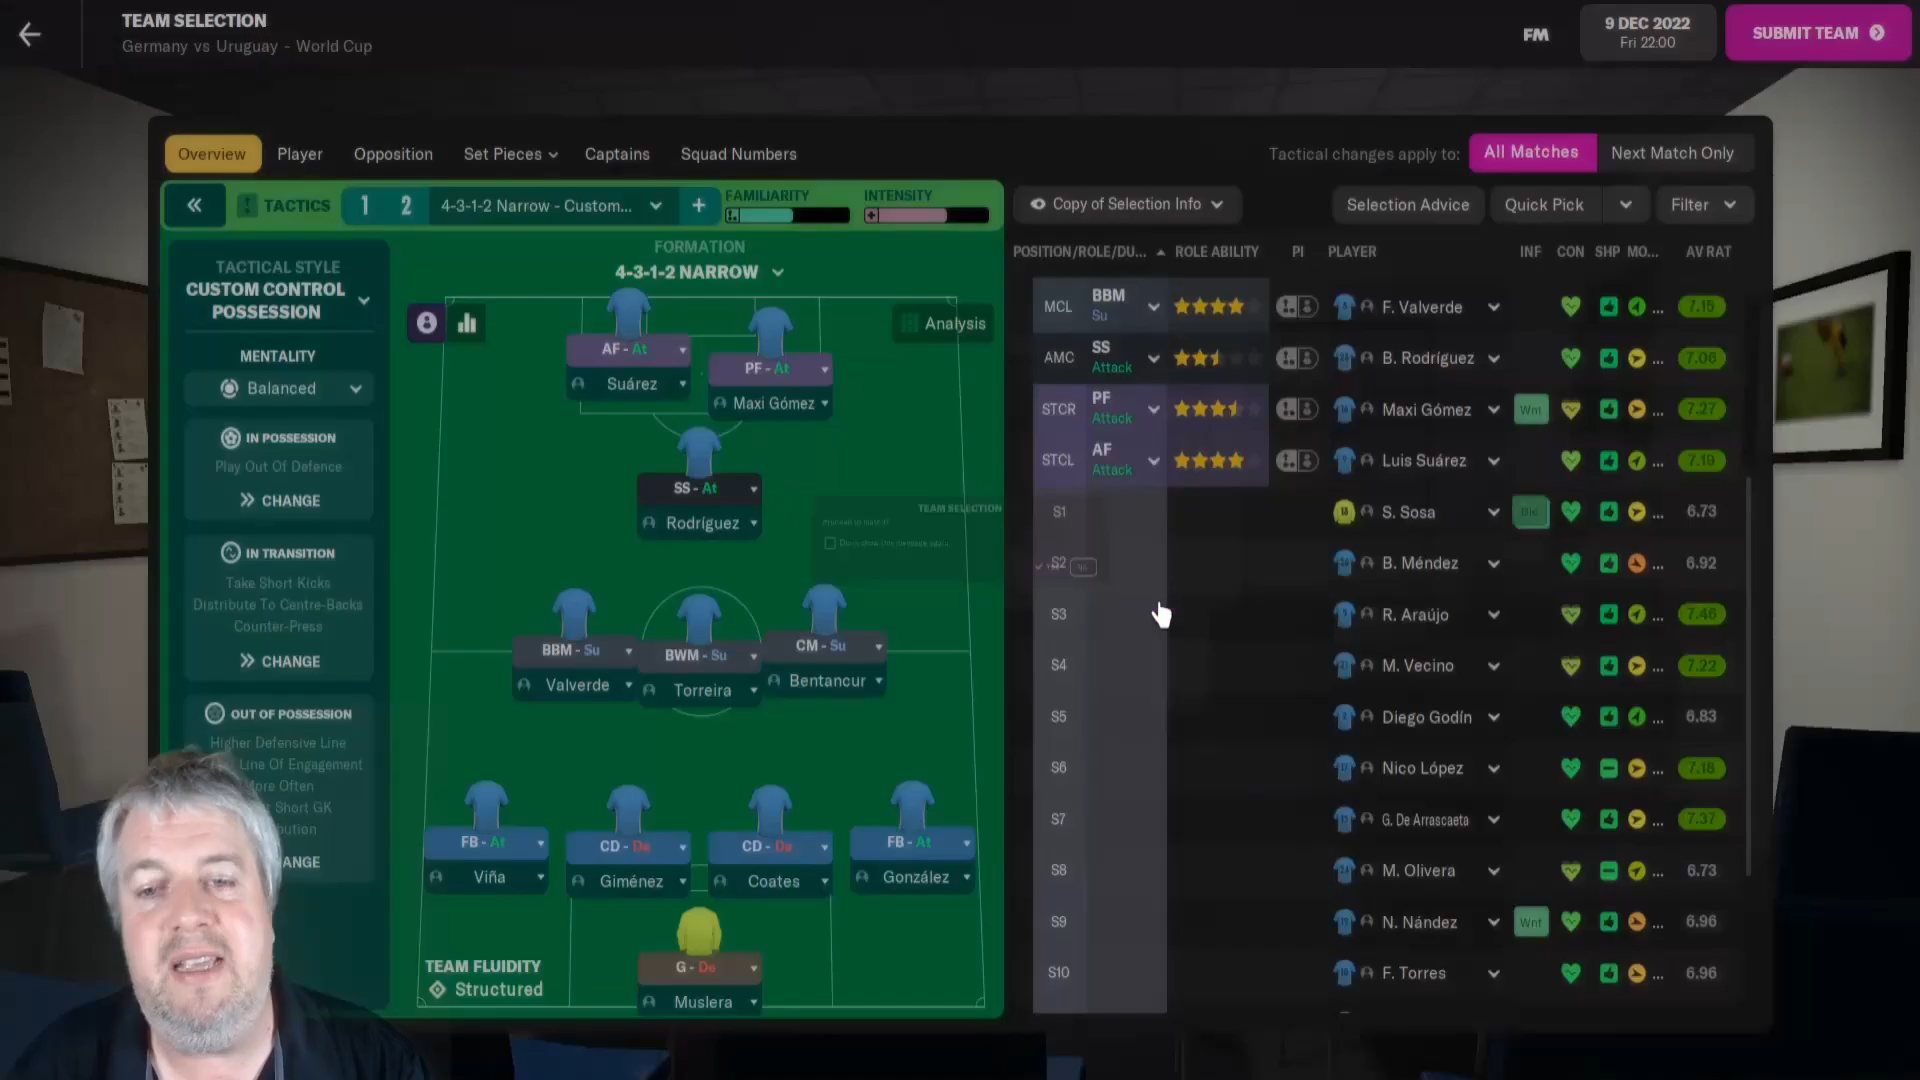 TEAM SELECTION
Germany vs Uruguay - World Cup
FM
9 DEC 2022
Fri 22:00
SUBMIT TEAM
Overview
Player
Opposition
Set Pieces
Captains
Squad Numbers
Tactical changes apply to:
All Matches
Next Match Only
TACTICS
1
2
4-3-1-2 Narrow - Custom...
+
FAMILIARITY
INTENSITY
Copy of Selection Info
Selection Advice
Quick Pick
Filter
TACTICAL STYLE
CUSTOM CONTROL
POSSESSION
MENTALITY
Balanced
IN POSSESSION
Play Out Of Defence
CHANGE
IN TRANSITION
Take Short Kicks
Distribute To Centre-Backs
Counter-Press
CHANGE
OUT OF POSSESSION
Higher Defensive Line
Line Of Engagement
More Often
Short GK
FORMATION
4-3-1-2 NARROW
Analysis
AF - At
Suárez
PF - At
Maxi Gómez
SS - At
Rodríguez
BBM - Su
Valverde
BWM - Su
Torreira
CM - Su
Bentancur
FB - At
Viña
CD - De
Giménez
CD - De
Coates
FB - At
González
G - De
Muslera
TEAM FLUIDITY
Structured
TEAM SELECTION
POSITION/ROLE/DU...
ROLE ABILITY
PI
PLAYER
INF
CON
SHP
MO...
AV RAT
MCL BBM Su F. Valverde ... 7.15
AMC SS Attack B. Rodríguez ... 7.06
STCR PF Attack Maxi Gómez Wnt ... 7.27
STCL AF Attack Luis Suárez ... 7.19
S1 S. Sosa ... 6.73
S2 B. Méndez ... 6.92
S3 R. Araújo ... 7.46
S4 M. Vecino ... 7.22
S5 Diego Godín ... 6.83
S6 Nico López ... 7.18
S7 G. De Arrascaeta ... 7.37
S8 M. Olivera ... 6.73
S9 N. Nández Wnt ... 6.96
S10 F. Torres ... 6.96